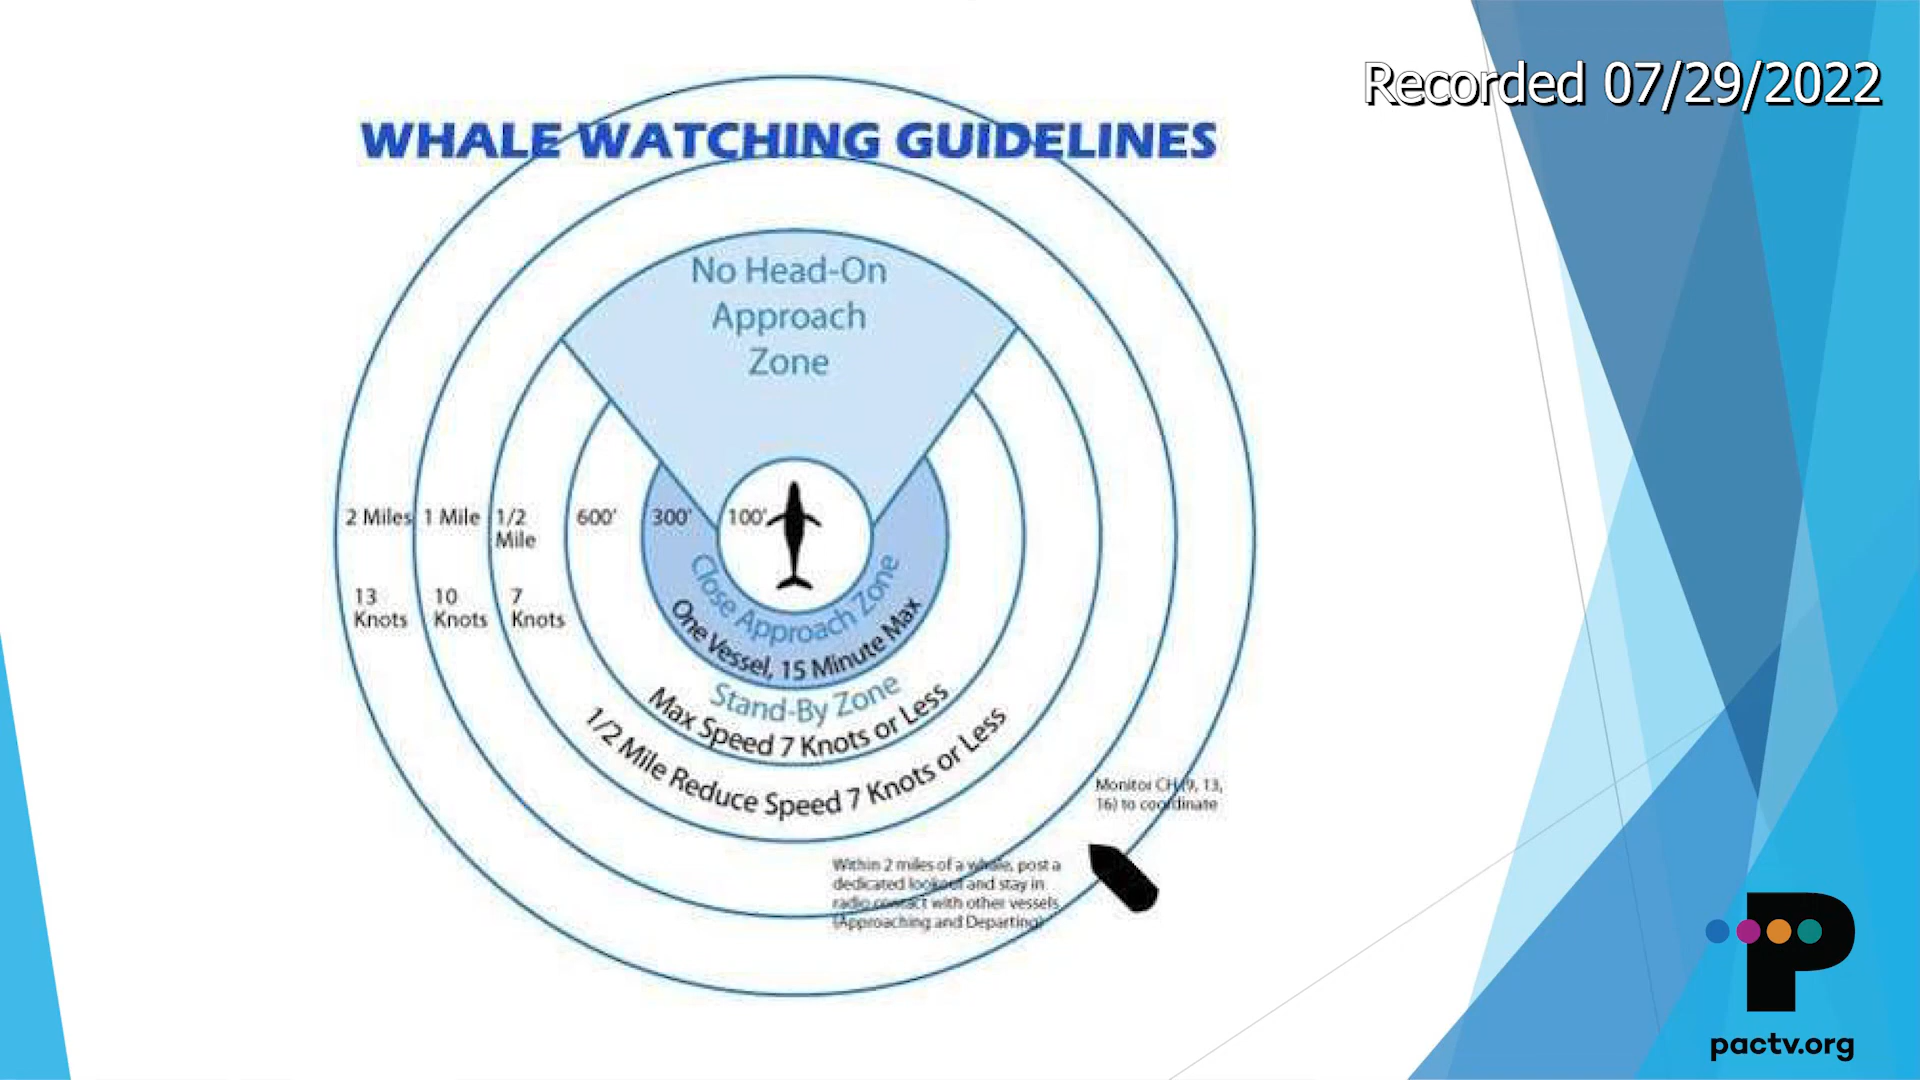 Recorded 07/29/2022
WHALE WATCHING GUIDELINES
No Head-On
Approach
Zone
2 Miles
1 Mile
1/2
Mile
600'
300'
100'
13
Knots
10
Knots
7
Knots
Close Approach Zone
One Vessel, 15 Minute Max
Stand-By Zone
Max Speed 7 Knots or Less
1/2 Mile Reduce Speed 7 Knots or Less
Monitor CH (9, 13,
16) to coordinate
Within 2 miles of a whale, post a
dedicated lookout and stay in
radio contact with other vessels
(Approaching and Departing)
P
pactv.org